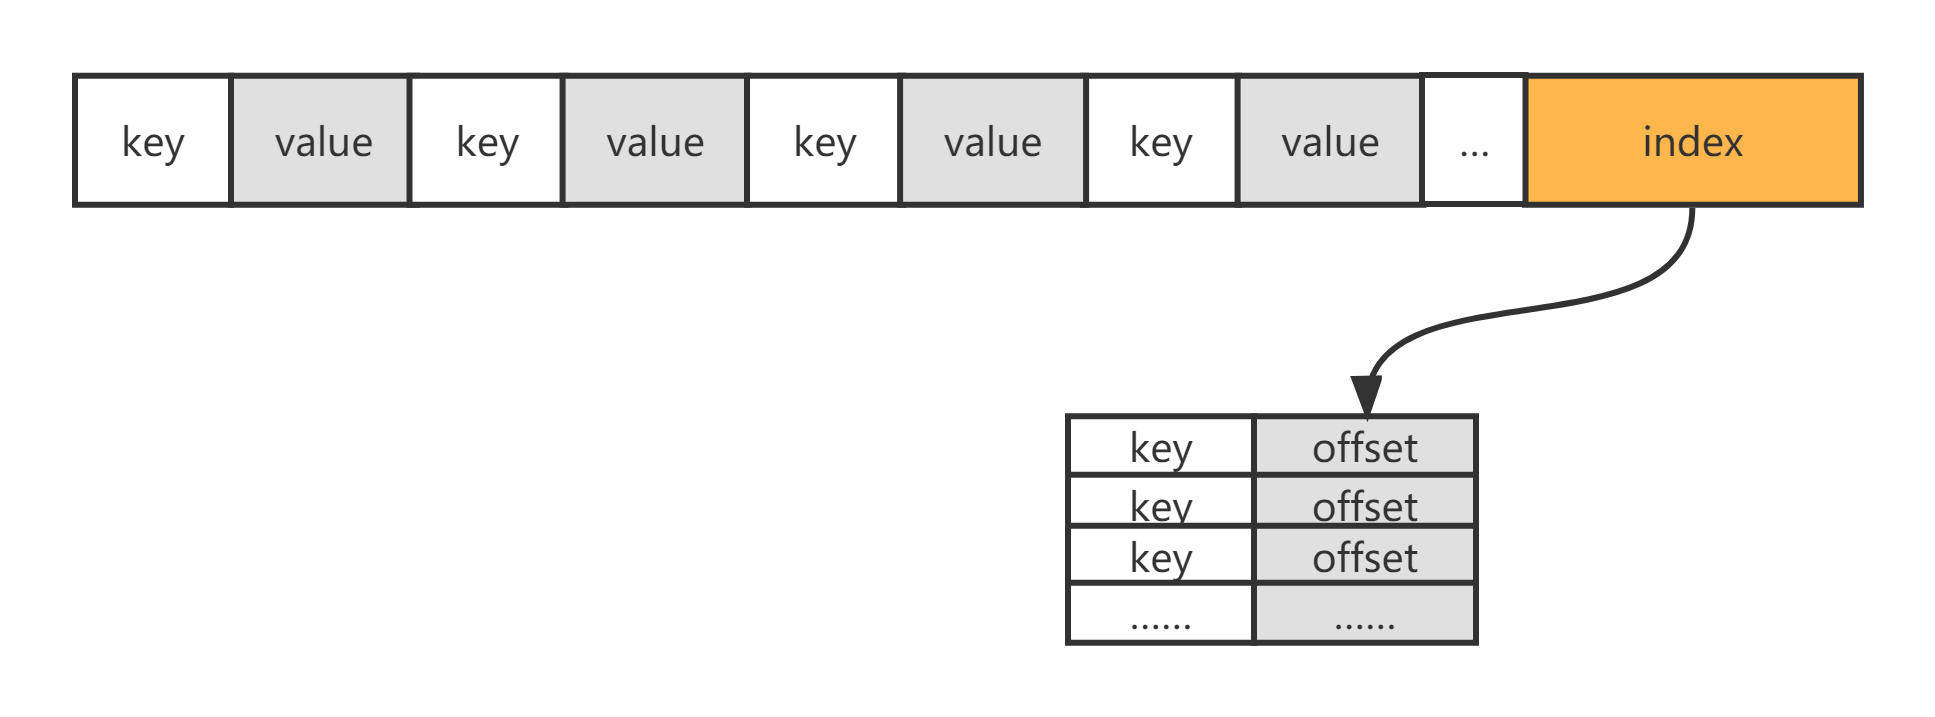 key value key value key value key value ... index
key offset
key offset
key offset
...... ......